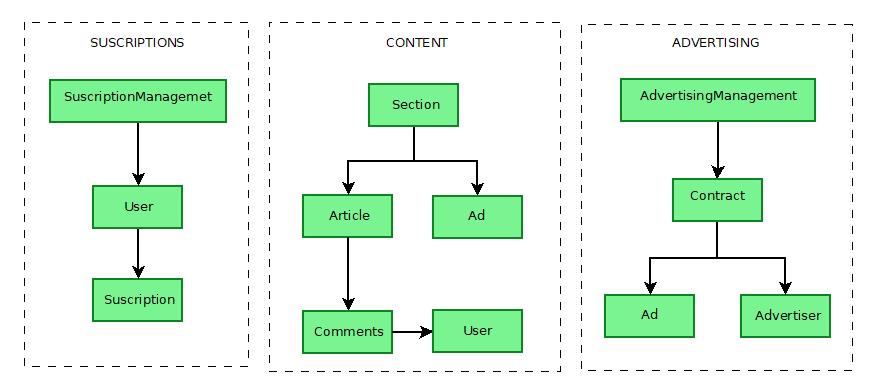 SUSCRIPTIONS
SuscriptionManagemet
User
Suscription
CONTENT
Section
Article
Ad
Comments
User
ADVERTISING
AdvertisingManagement
Contract
Ad
Advertiser